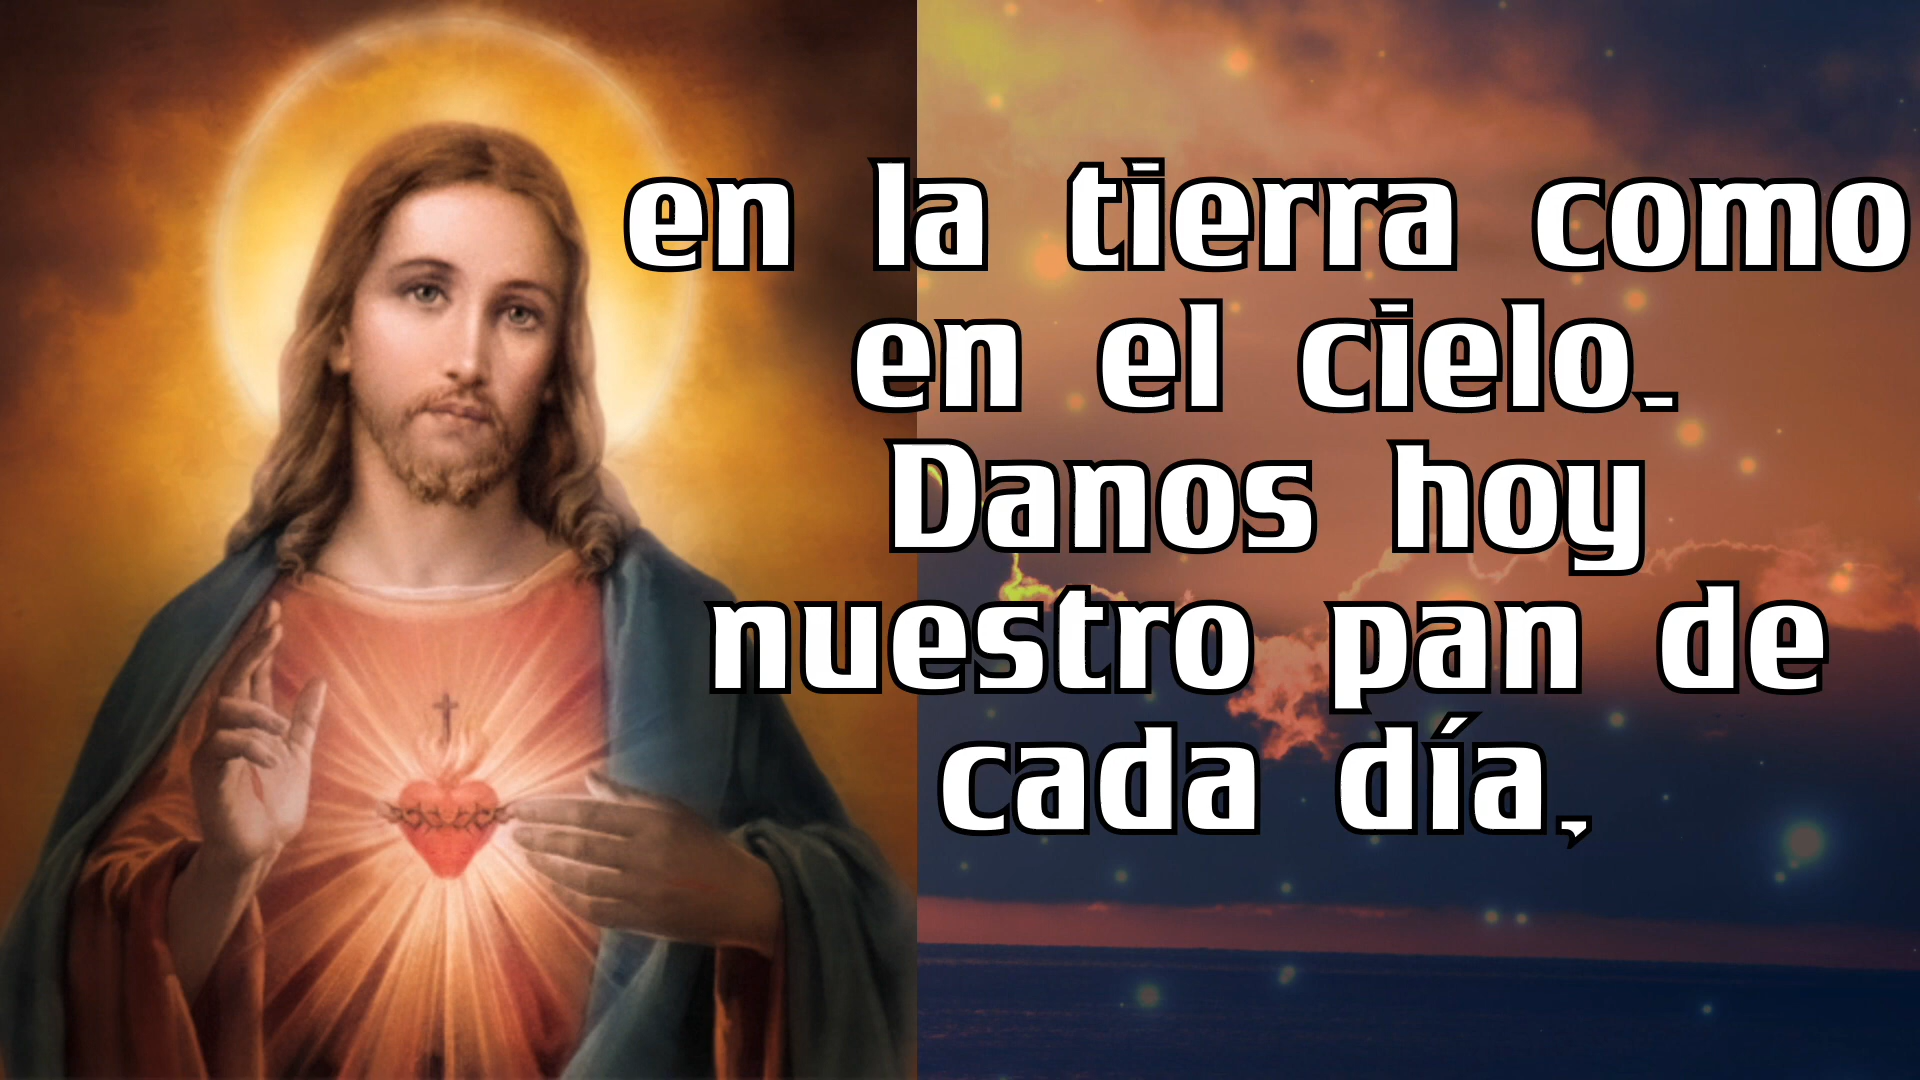 en la tierra como
en el cielo.
Danos hoy
nuestro pan de
cada día,